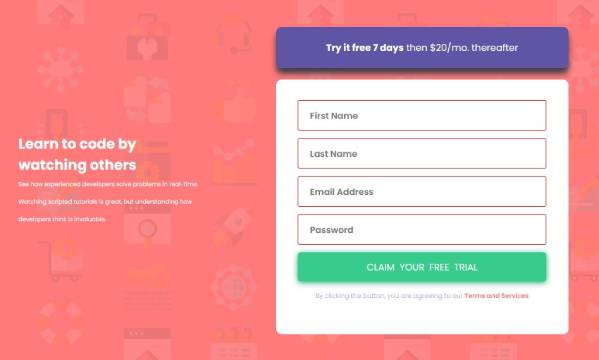 Try it free 7 days then $20/mo. thereafter
Learn to code by
watching others
See how experienced developers solve problems in real-time.
Watching scripted tutorials is great, but understanding how
developers think is invaluable.
First Name
Last Name
Email Address
Password
CLAIM YOUR FREE TRIAL
By clicking the button, you are agreeing to our Terms and Services